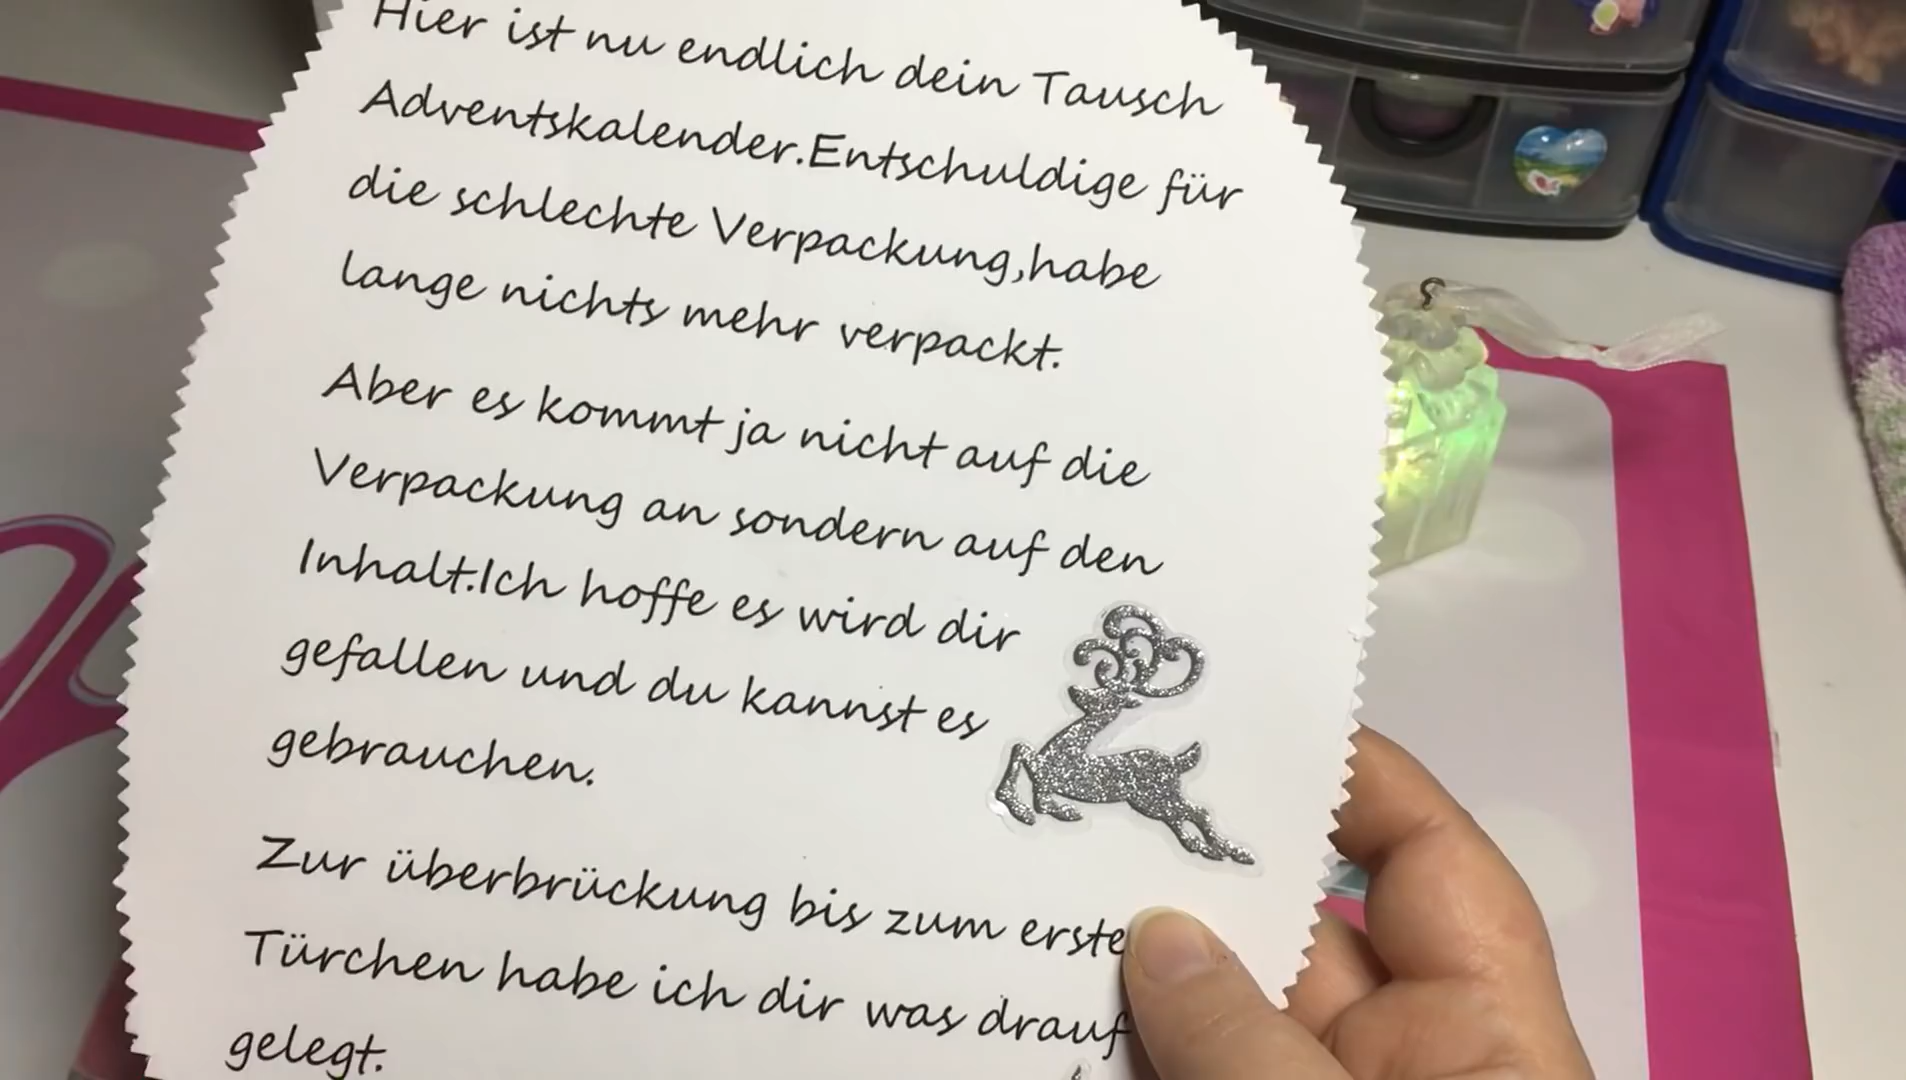 Hier ist nu endlich dein Tausch
Adventskalender.Entschuldige für
die schlechte Verpackung,habe
lange nichts mehr verpackt.
Aber es kommt ja nicht auf die
Verpackung an sondern auf den
Inhalt.Ich hoffe es wird dir
gefallen und du kannst es
gebrauchen.
Zur überbrückung bis zum erste
Türchen habe ich dir was drauf
gelegt.